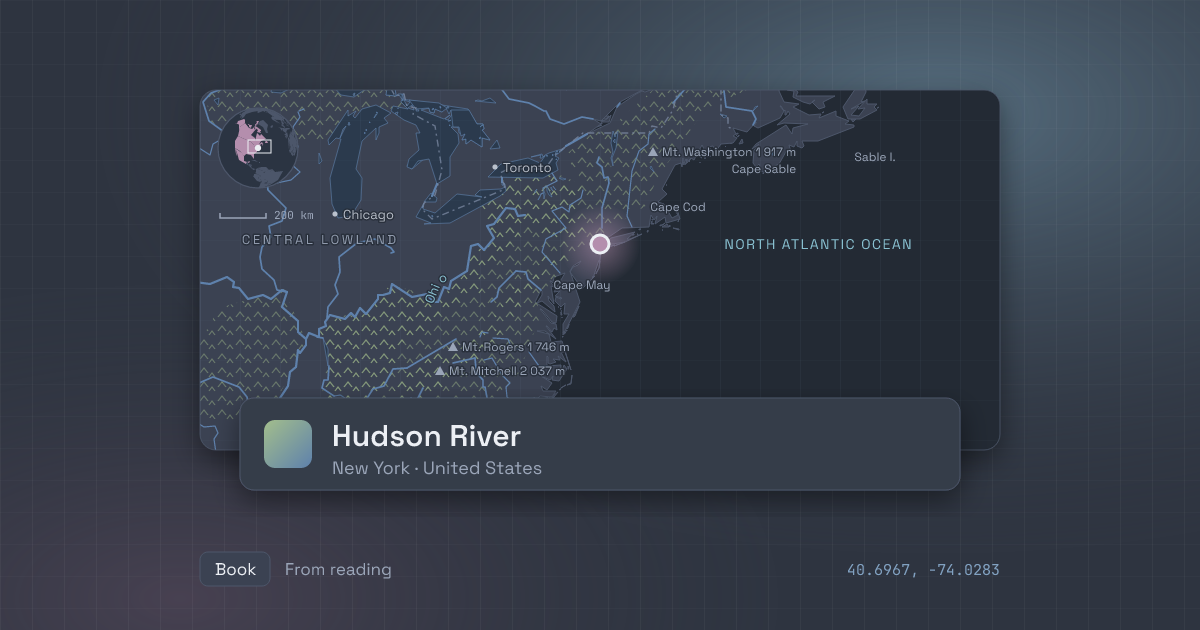 Mt. Washington 1 917 m
Sable I.
Toronto
Cape Sable
Cape Cod
200 km
Chicago
CENTRAL LOWLAND
NORTH ATLANTIC OCEAN
Ohi o
Cape May
Mt. Rogers 1 746 m
Mt. Mitchell 2 037 m
Hudson River
New York · United States
Book
From reading
40.6967, -74.0283